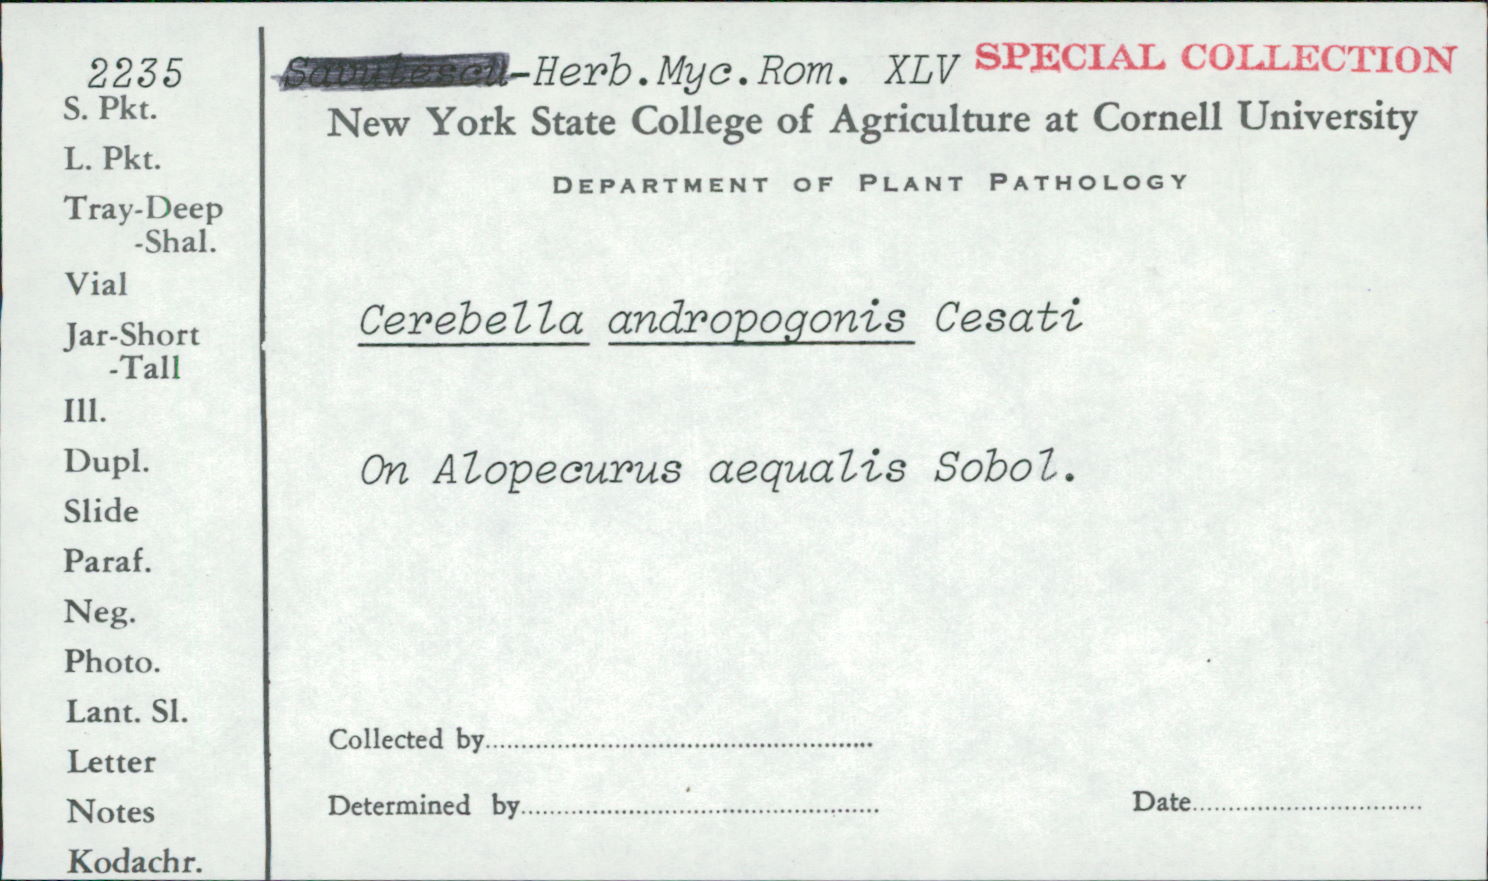 2235
Savulescu-Herb.Myc.Rom. XLV SPECIAL COLLECTION
New York State College of Agriculture at Cornell University
DEPARTMENT OF PLANT PATHOLOGY
S. Pkt.
L. Pkt.
Tray-Deep
-Shal.
Vial
Jar-Short
-Tall
Ill.
Dupl.
Slide
Paraf.
Neg.
Photo.
Lant. Sl.
Letter
Notes
Kodachr.
Cerebella andropogonis Cesati
On Alopecurus aequalis Sobol.
Collected by
Determined by
Date